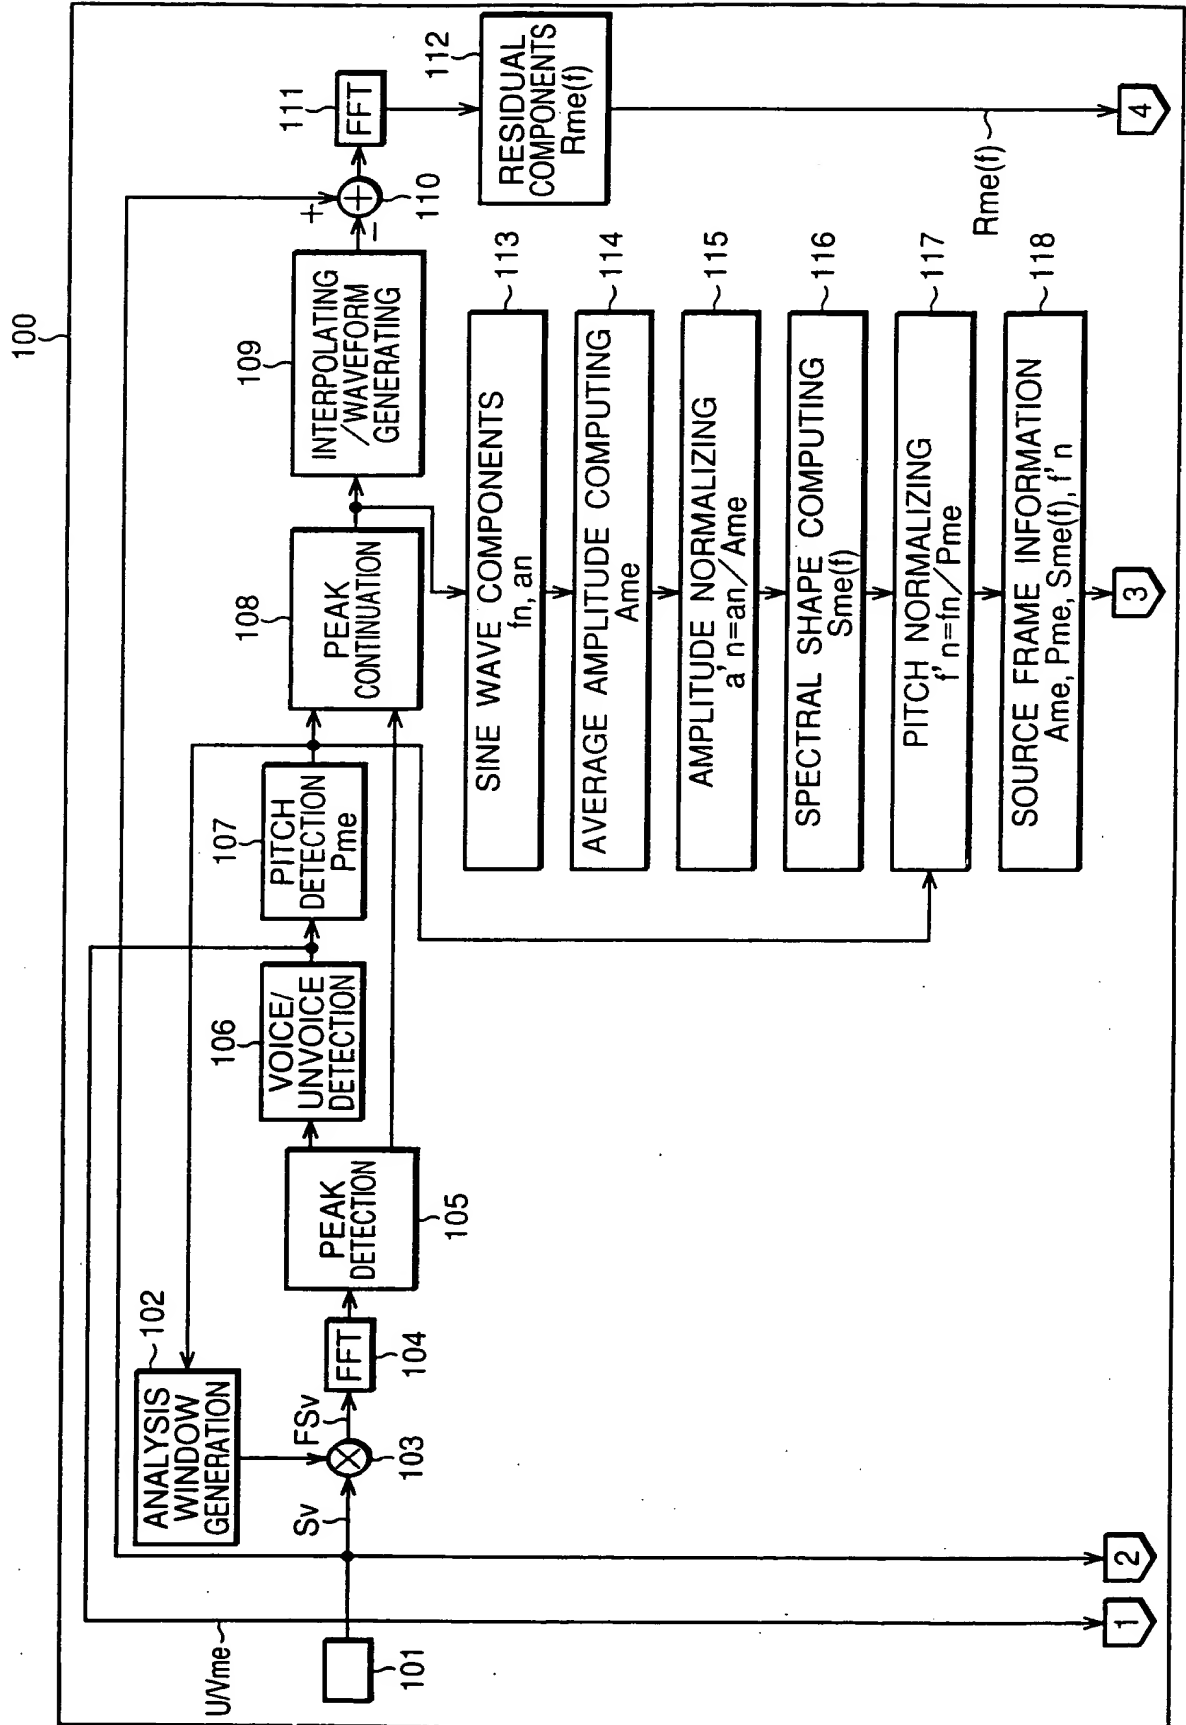 100
U/Vme
101
Sv
102
ANALYSIS
WINDOW
GENERATION
103
FSv
FFT
104
PEAK
DETECTION
105
106
VOICE/
UNVOICE
DETECTION
107
PITCH
DETECTION
Pme
108
PEAK
CONTINUATION
109
INTERPOLATING
/WAVEFORM
GENERATING
+
−
+
110
111
FFT
112
RESIDUAL
COMPONENTS
Rme(f)
SINE WAVE COMPONENTS
fn, an
113
AVERAGE AMPLITUDE COMPUTING
Ame
114
AMPLITUDE NORMALIZING
a'n=an/Ame
115
SPECTRAL SHAPE COMPUTING
Sme(f)
116
PITCH NORMALIZING
f'n=fn/Pme
117
SOURCE FRAME INFORMATION
Ame, Pme, Sme(f), f'n
118
Rme(f)
1
2
3
4